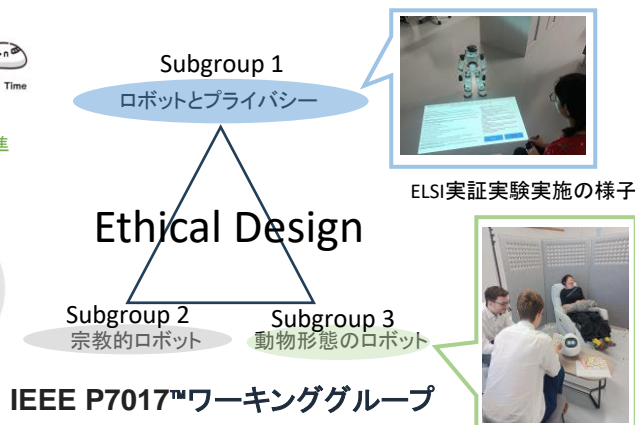 Time
Subgroup 1
ロボットとプライバシー
ELSI実証実験実施の様子
Ethical Design
Subgroup 2
宗教的ロボット
Subgroup 3
動物形態のロボット
IEEE P7017™ワーキンググループ